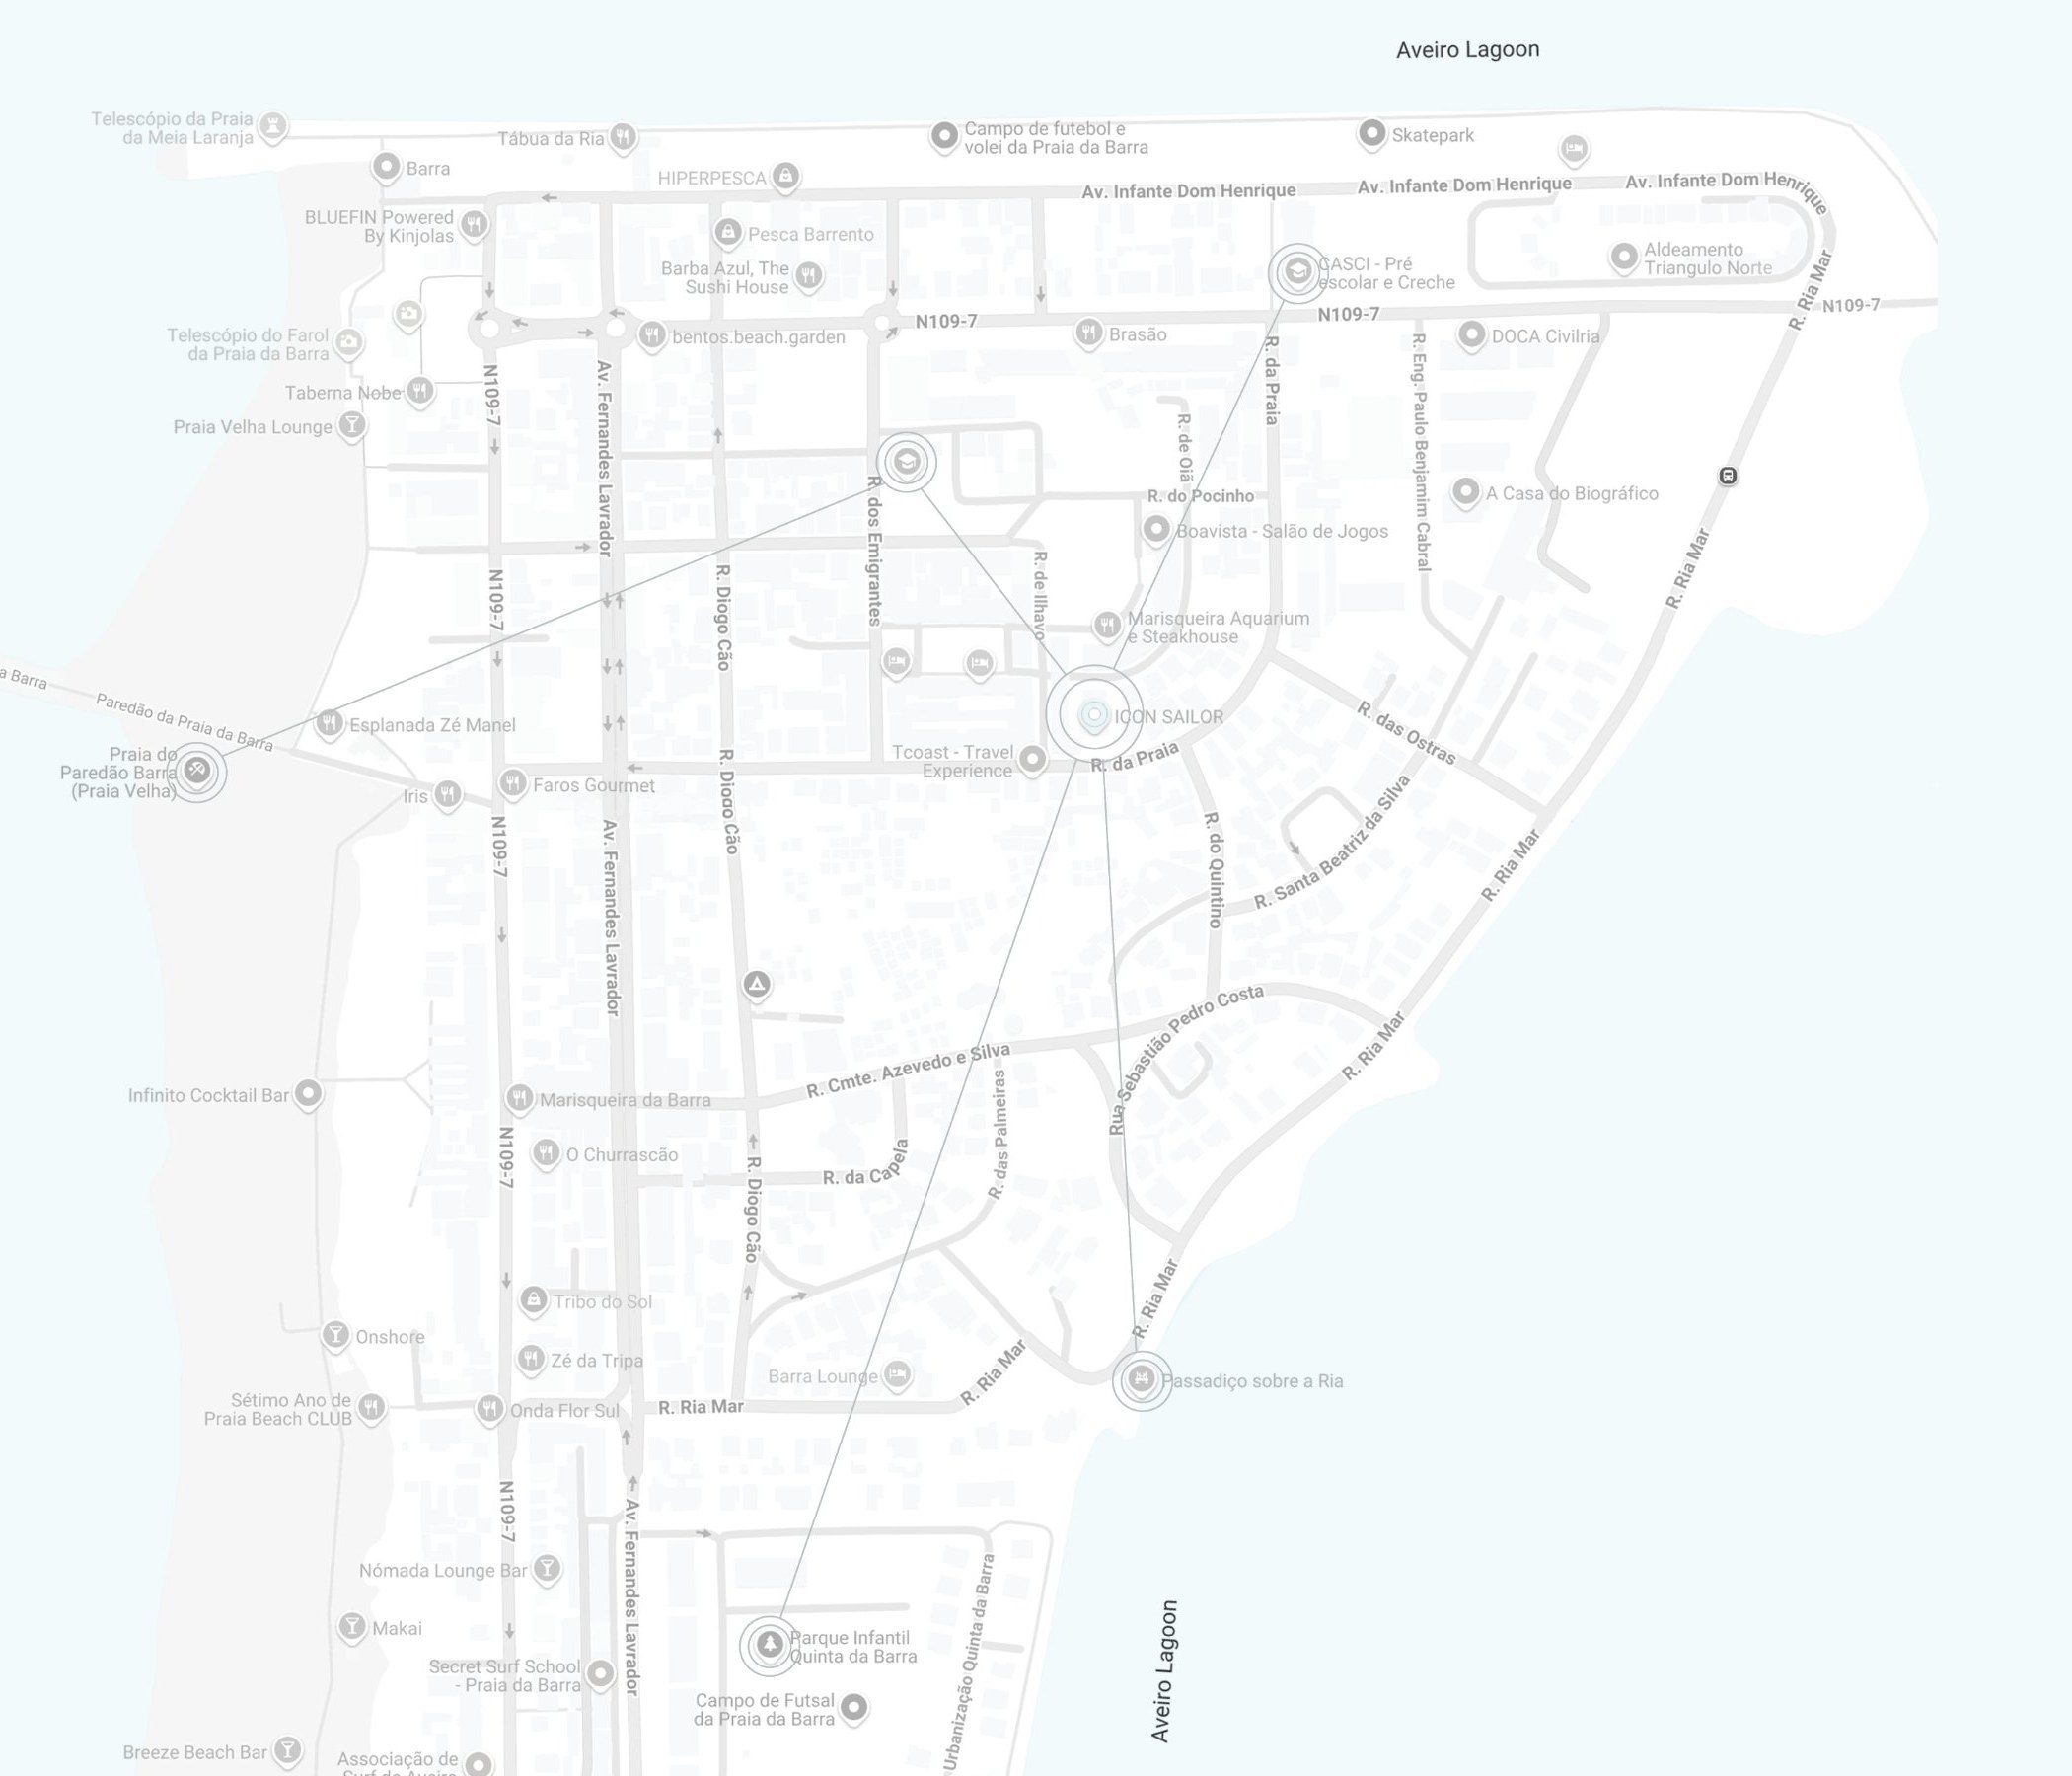 Aveiro Lagoon
Telescópio da Praia
da Meia Laranja
Barra
Tábua da Ria
Campo de futebol e
volei da Praia da Barra
Skatepark
HIPERPESCA
Av. Infante Dom Henrique
Av. Infante Dom Henrique
Av. Infante Dom Henrique
BLUEFIN Powered
By Kinjolas
Pesca Barrento
Barba Azul, The
Sushi House
CASCI - Pré
escolar e Creche
Aldeamento
Triangulo Norte
R. Ria Mar
N109-7
N109-7
N109-7
Telescópio do Farol
da Praia da Barra
bentos.beach.garden
Brasão
DOCA Civilria
Taberna Nobe
Praia Velha Lounge
N109-7
Av. Fernandes Lavrador
R. da Praia
R. Eng. Paulo Benjamim Cabral
R. de Oiã
R. do Pocinho
A Casa do Biográfico
Boavista - Salão de Jogos
R. dos Emigrantes
R. de Ilhavo
R. Diogo Cão
N109-7
R. Ria Mar
Marisqueira Aquarium
e Steakhouse
a Barra
Paredão da Praia da Barra
Esplanada Zé Manel
ICON SAILOR
R. das Ostras
Praia do
Paredão Barra
(Praia Velha)
Tcoast - Travel
Experience
R. da Praia
Iris
Faros Gourmet
R. Diogo Cão
N109-7
Av. Fernandes Lavrador
R. do Quintino
R. Santa Beatriz da Silva
R. Ria Mar
Rua Sebastião Pedro Costa
R. Ria Mar
R. Cmte. Azevedo e Silva
Infinito Cocktail Bar
Marisqueira da Barra
O Churrascão
N109-7
R. da Capela
R. das Palmeiras
R. Diogo Cão
Tribo do Sol
R. Ria Mar
Onshore
Zé da Tripa
Barra Lounge
R. Ria Mar
Passadiço sobre a Ria
Sétimo Ano de
Praia Beach CLUB
Onda Flor Sul
R. Ria Mar
N109-7
Av. Fernandes Lavrador
Nómada Lounge Bar
Makai
Urbanização Quinta da Barra
Aveiro Lagoon
Parque Infantil
Quinta da Barra
Secret Surf School
- Praia da Barra
Campo de Futsal
da Praia da Barra
Breeze Beach Bar
Associação de
Surf de Aveiro